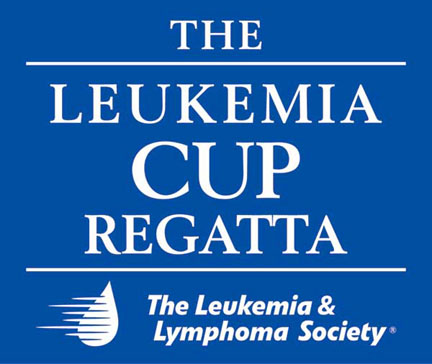 THE
LEUKEMIA
CUP
REGATTA
The Leukemia &
Lymphoma Society®